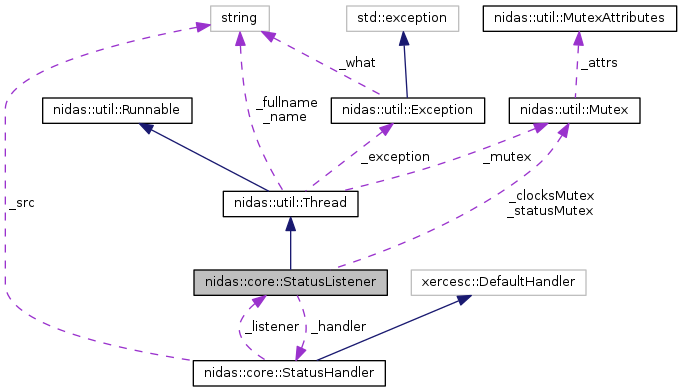 string
std::exception
nidas::util::MutexAttributes
_what
_attrs
_fullname
_name
nidas::util::Runnable
nidas::util::Exception
nidas::util::Mutex
_exception
_mutex
_src
nidas::util::Thread
_clocksMutex
_statusMutex
nidas::core::StatusListener
xercesc::DefaultHandler
_listener
_handler
nidas::core::StatusHandler